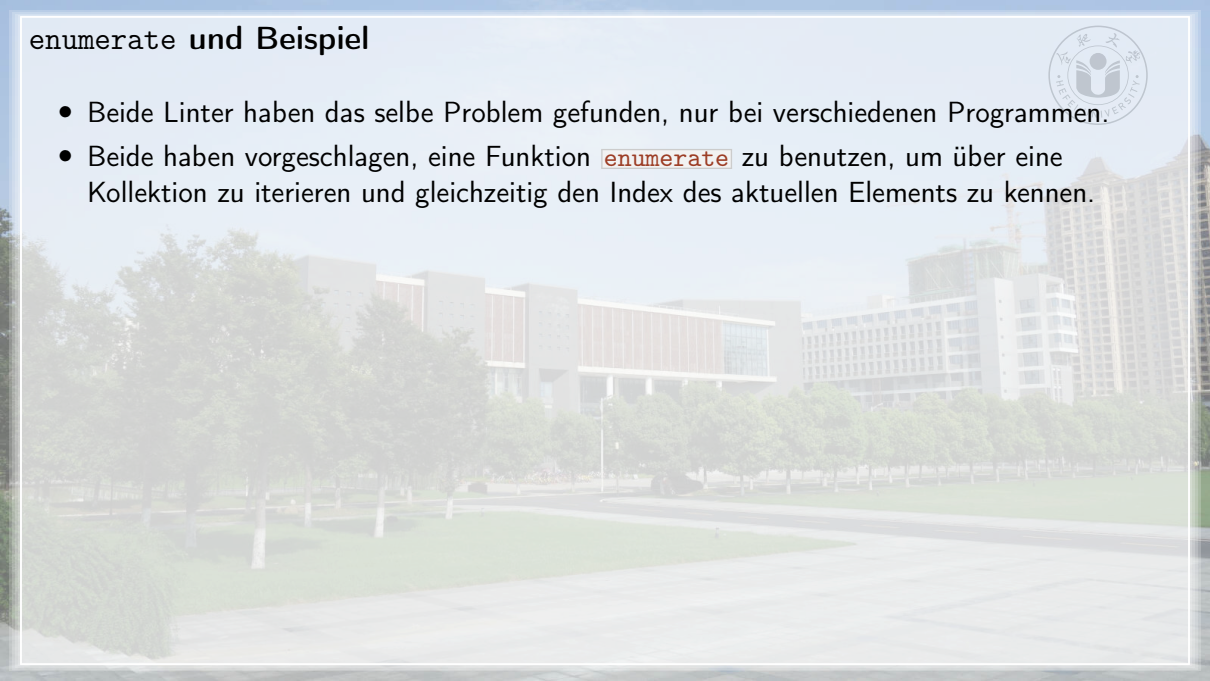 enumerate und Beispiel
• Beide Linter haben das selbe Problem gefunden, nur bei verschiedenen Programmen.
• Beide haben vorgeschlagen, eine Funktion enumerate zu benutzen, um über eine
Kollektion zu iterieren und gleichzeitig den Index des aktuellen Elements zu kennen.